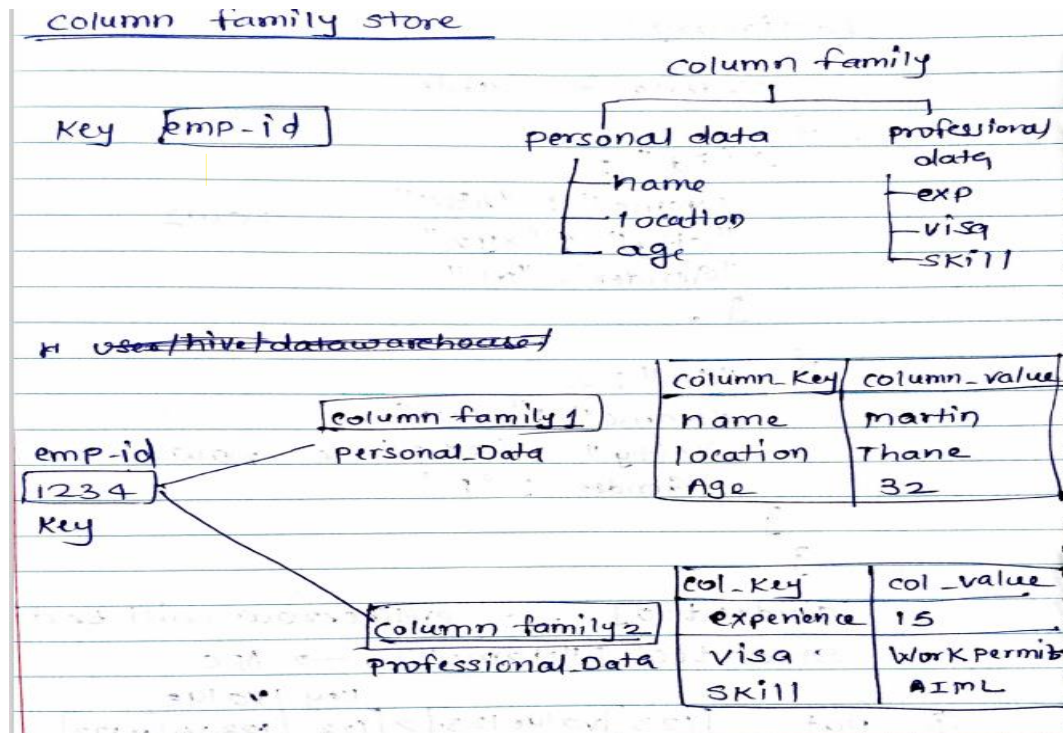 column family store
column family
Key emp-id
personal data
professional data
name
location
age
exp
visa
skill
user/hive/datawarehouse/
column_Key column_value
name martin
location Thane
Age 32
column family 1
personal_Data
emp-id
1234
Key
col_Key col_value
experience 15
visa Work permit
skill AIML
column family 2
Professional_Data